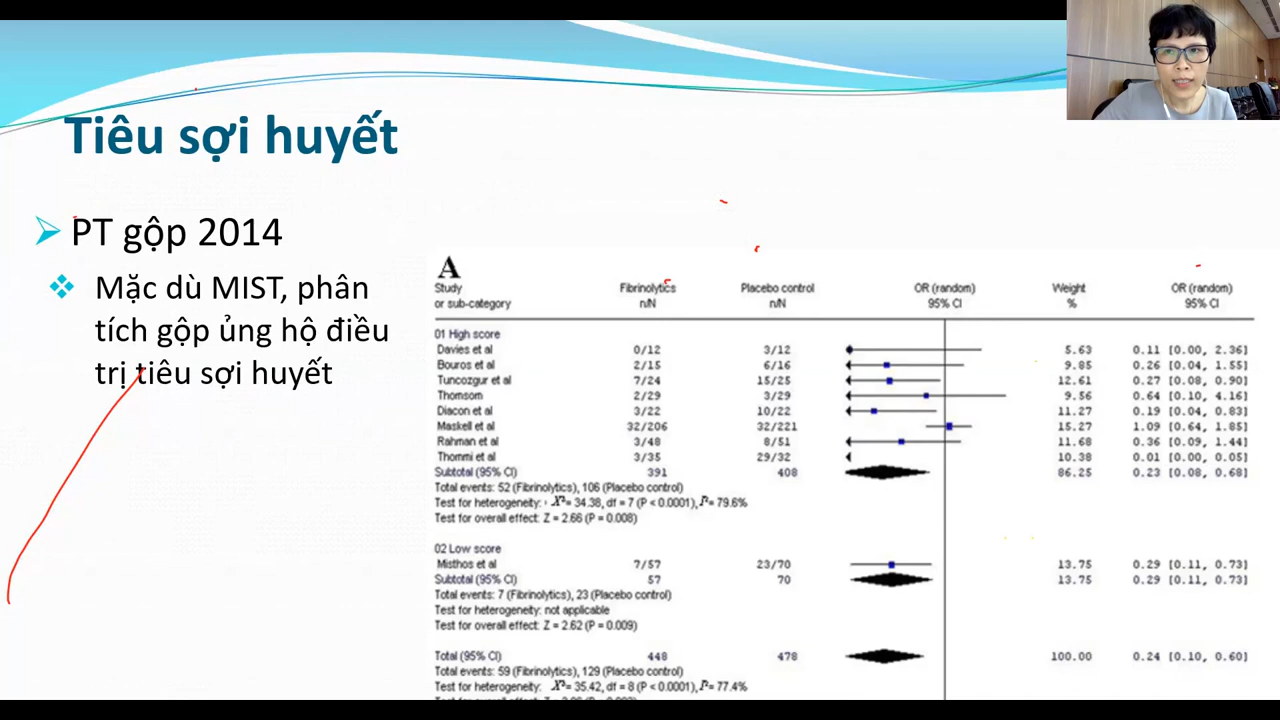 Tiêu sợi huyết
PT gộp 2014
Mặc dù MIST, phân
tích gộp ủng hộ điều
trị tiêu sợi huyết
A
Study Fibrinolytics Placebo control OR (random) Weight OR (random)
or sub-category n/N n/N 95% CI % 95% CI
01 High score
Davies et al 0/12 3/12 5.63 0.11 [0.00, 2.36]
Bouros et al 2/15 6/16 9.85 0.26 [0.04, 1.55]
Tuncozgur et al 7/24 15/25 12.61 0.27 [0.08, 0.90]
Thomsom 2/29 3/29 9.56 0.64 [0.10, 4.16]
Diacon et al 3/22 10/22 11.27 0.19 [0.04, 0.83]
Maskell et al 32/206 32/221 15.27 1.09 [0.64, 1.85]
Rahman et al 3/48 8/51 11.68 0.36 [0.09, 1.44]
Thommi et al 3/35 29/32 10.38 0.01 [0.00, 0.05]
Subtotal (95% CI) 391 408 86.25 0.23 [0.08, 0.68]
Total events: 52 (Fibrinolytics), 106 (Placebo control)
Test for heterogeneity: X²= 34.38, df = 7 (P < 0.0001), I²= 79.6%
Test for overall effect: Z = 2.66 (P = 0.008)
02 Low score
Misthos et al 7/57 23/70 13.75 0.29 [0.11, 0.73]
Subtotal (95% CI) 57 70 13.75 0.29 [0.11, 0.73]
Total events: 7 (Fibrinolytics), 23 (Placebo control)
Test for heterogeneity: not applicable
Test for overall effect: Z = 2.62 (P = 0.009)
Total (95% CI) 448 478 100.00 0.24 [0.10, 0.60]
Total events: 59 (Fibrinolytics), 129 (Placebo control)
Test for heterogeneity: X²= 35.42, df = 8 (P < 0.0001), I²= 77.4%